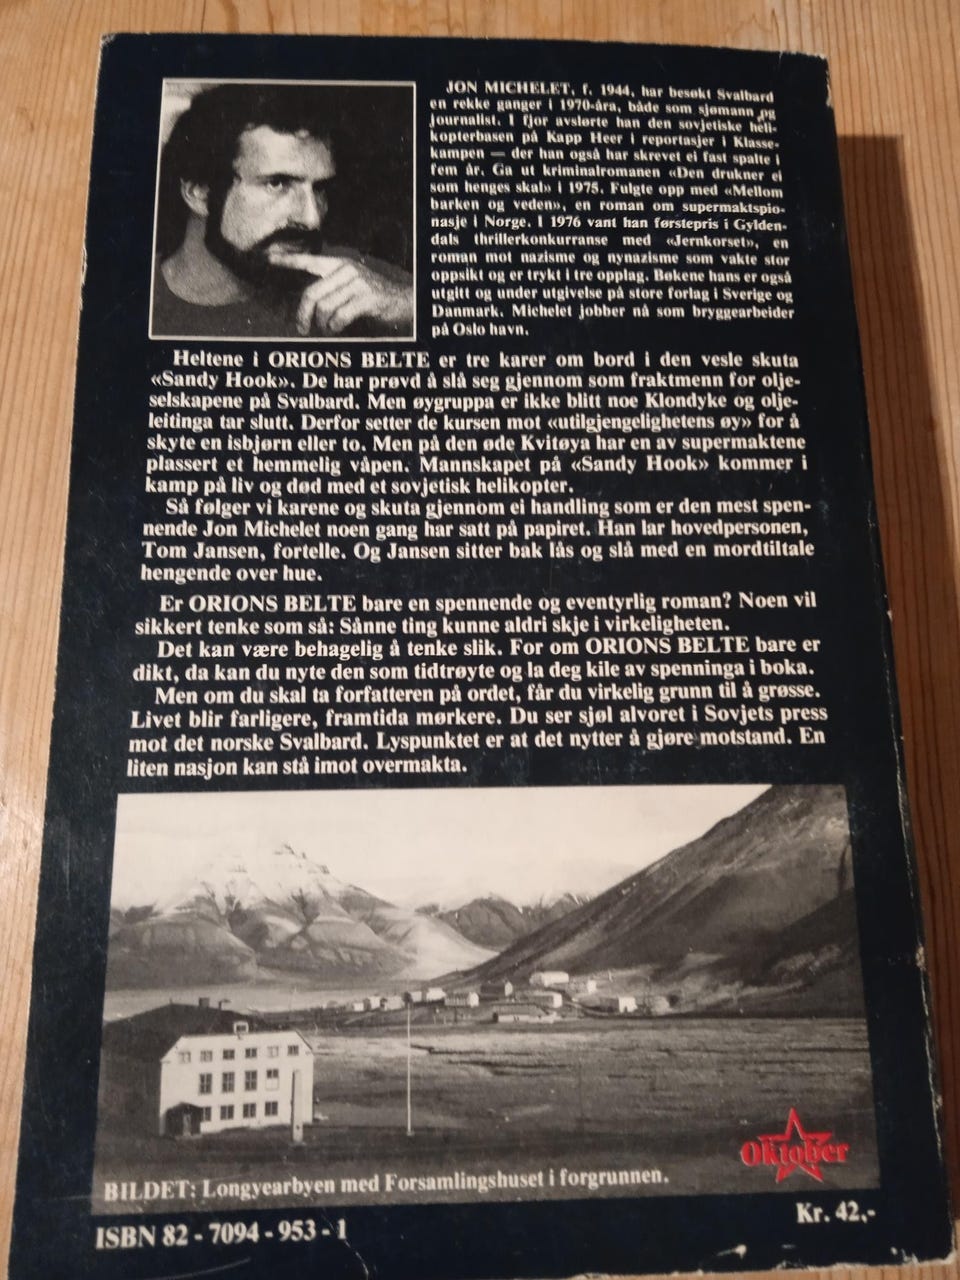 JON MICHELET, f. 1944, har besøkt Svalbard
en rekke ganger i 1970-åra, både som sjømann og
journalist. I fjor avslørte han den sovjetiske heli-
kopterbasen på Kapp Heer i reportasjer i Klasse-
kampen — der han også har skrevet ei fast spalte i
fem år. Ga ut kriminalromanen «Den drukner ei
som henges skal» i 1975. Fulgte opp med «Mellom
barken og veden», en roman om supermaktspio-
nasje i Norge. I 1976 vant han førstepris i Gylden-
dals thrillerkonkurranse med «Jernkorset», en
roman mot nazisme og nynazisme som vakte stor
oppsikt og er trykt i tre opplag. Bøkene hans er også
utgitt og under utgivelse på store forlag i Sverige og
Danmark. Michelet jobber nå som bryggearbeider
på Oslo havn.
Heltene i ORIONS BELTE er tre karer om bord i den vesle skuta
«Sandy Hook». De har prøvd å slå seg gjennom som fraktmenn for olje-
selskapene på Svalbard. Men øygruppa er ikke blitt noe Klondyke og olje-
leitinga tar slutt. Derfor setter de kursen mot «utilgjengelighetens øy» for å
skyte en isbjørn eller to. Men på den øde Kvitøya har en av supermaktene
plassert et hemmelig våpen. Mannskapet på «Sandy Hook» kommer i
kamp på liv og død med et sovjetisk helikopter.
Så følger vi karene og skuta gjennom ei handling som er den mest spen-
nende Jon Michelet noen gang har satt på papiret. Han lar hovedpersonen,
Tom Jansen, fortelle. Og Jansen sitter bak lås og slå med en mordtiltale
hengende over hue.
Er ORIONS BELTE bare en spennende og eventyrlig roman? Noen vil
sikkert tenke som så: Sånne ting kunne aldri skje i virkeligheten.
Det kan være behagelig å tenke slik. For om ORIONS BELTE bare er
dikt, da kan du nyte den som tidtrøyte og la deg kile av spenninga i boka.
Men om du skal ta forfatteren på ordet, får du virkelig grunn til å grøsse.
Livet blir farligere, framtida mørkere. Du ser sjøl alvoret i Sovjets press
mot det norske Svalbard. Lyspunktet er at det nytter å gjøre motstand. En
liten nasjon kan stå imot overmakta.
Oktober
BILDET: Longyearbyen med Forsamlingshuset i forgrunnen.
ISBN 82 - 7094 - 953 - 1
Kr. 42,-